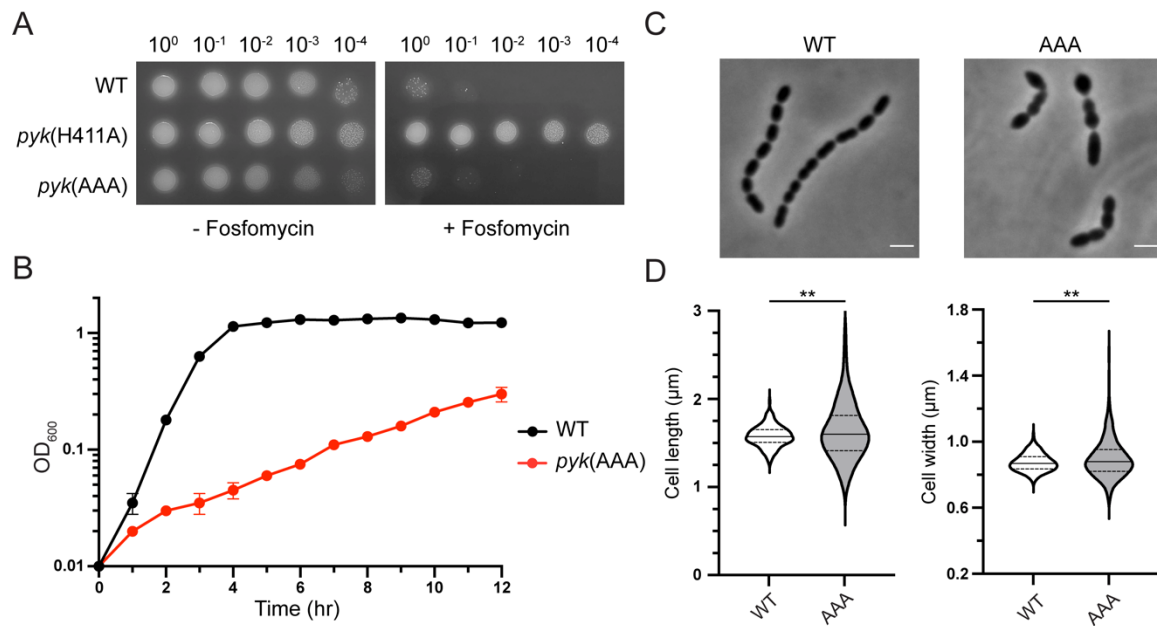 A
10⁰ 10⁻¹ 10⁻² 10⁻³ 10⁻⁴ 10⁰ 10⁻¹ 10⁻² 10⁻³ 10⁻⁴
WT
pyk(H411A)
pyk(AAA)
- Fosfomycin + Fosfomycin
B
OD₆₀₀
1
0.1
0.01
0 2 4 6 8 10 12
Time (hr)
WT
pyk(AAA)
C
WT AAA
D
Cell length (μm)
3
2
1
0
**
WT AAA
Cell width (μm)
1.8
1.4
1.0
0.6
0.2
**
WT AAA